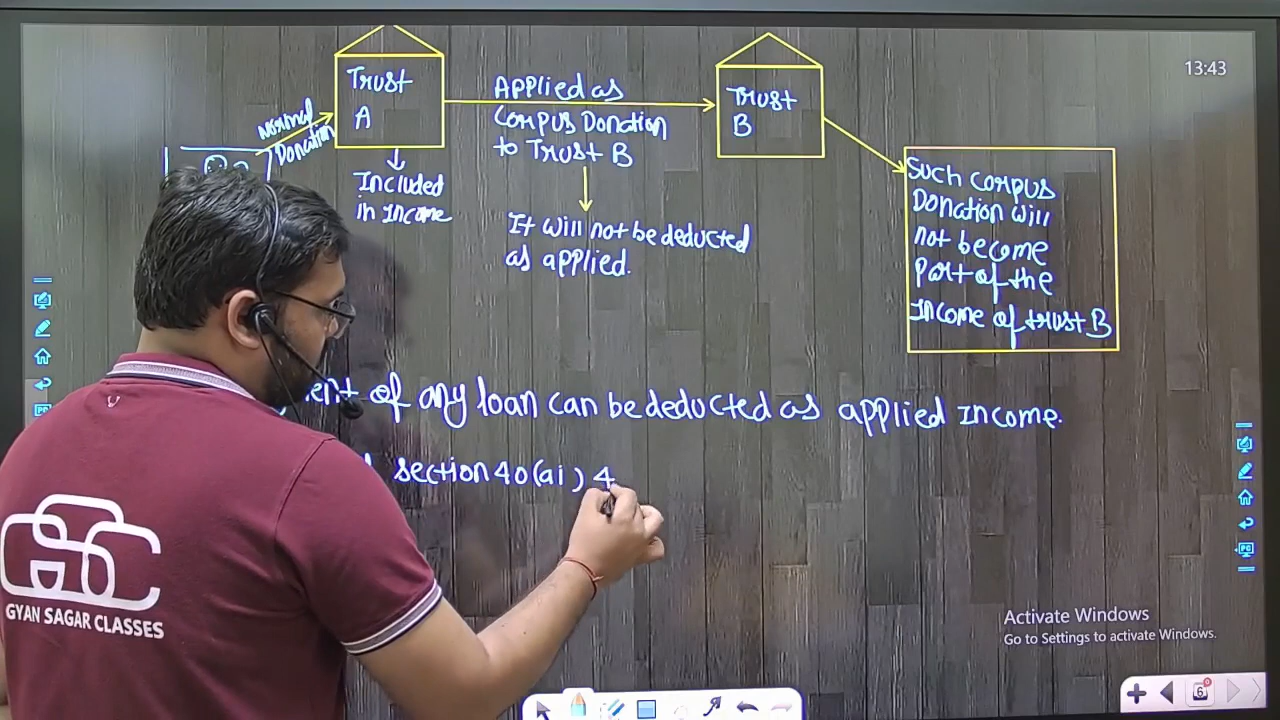 13:43
Trust
A
Normal
Donation
Applied as
Corpus Donation
to Trust B
Trust
B
Included
in Income
It will not be deducted
as applied.
Such Corpus
Donation will
not become
part of the
Income of trust B
of any loan can be deducted as applied Income.
section 40(ai) 4
GSC
GYAN SAGAR CLASSES
Activate Windows
Go to Settings to activate Windows.
6